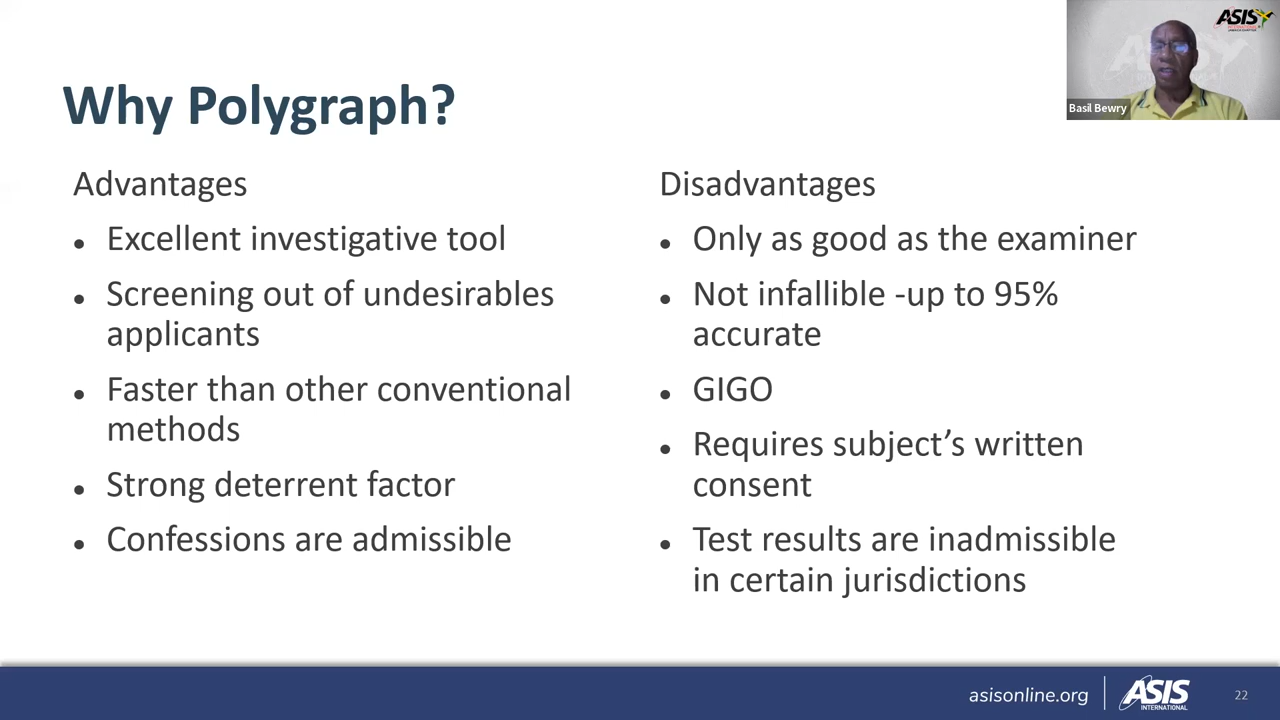 ASIS
INTERNATIONAL
Basil Bewry
Why Polygraph?
Advantages
• Excellent investigative tool
• Screening out of undesirables
applicants
• Faster than other conventional
methods
• Strong deterrent factor
• Confessions are admissible
Disadvantages
• Only as good as the examiner
• Not infallible -up to 95%
accurate
• GIGO
• Requires subject’s written
consent
• Test results are inadmissible
in certain jurisdictions
asisonline.org
ASIS
INTERNATIONAL
22